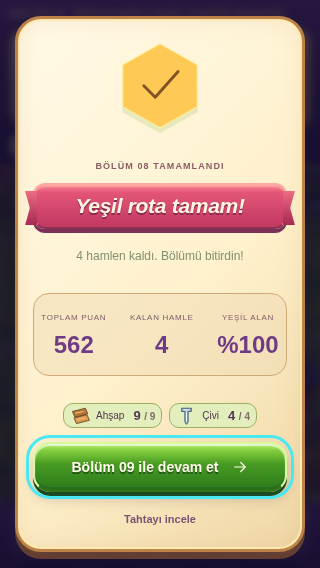 BÖLÜM 08 TAMAMLANDI
Yeşil rota tamam!
4 hamlen kaldı. Bölümü bitirdin!
TOPLAM PUAN KALAN HAMLE YEŞİL ALAN
562 4 %100
Ahşap 9 / 9 Çivi 4 / 4
Bölüm 09 ile devam et →
Tahtayı incele